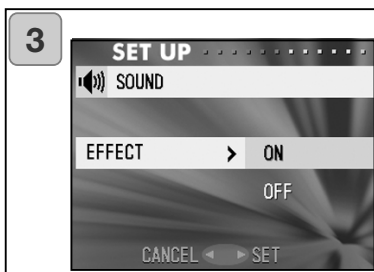 3
SET UP
SOUND
EFFECT > ON
OFF
CANCEL ◄ ► SET